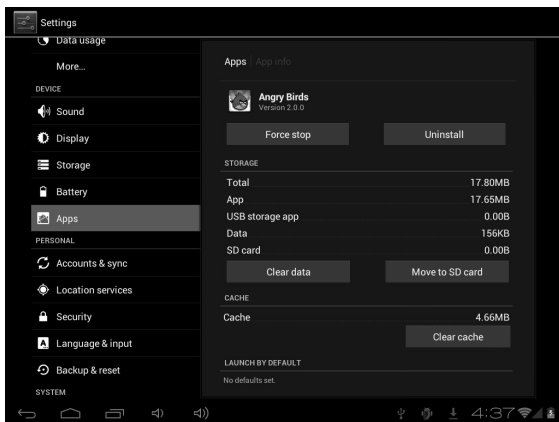 Settings
Data usage
More...
DEVICE
Sound
Display
Storage
Battery
Apps
PERSONAL
Accounts & sync
Location services
Security
Language & input
Backup & reset
SYSTEM
Apps App info
Angry Birds
Version 2.0.0
Force stop Uninstall
STORAGE
Total 17.80MB
App 17.65MB
USB storage app 0.00B
Data 156KB
SD card 0.00B
Clear data Move to SD card
CACHE
Cache 4.66MB
Clear cache
LAUNCH BY DEFAULT
No defaults set.
4:37